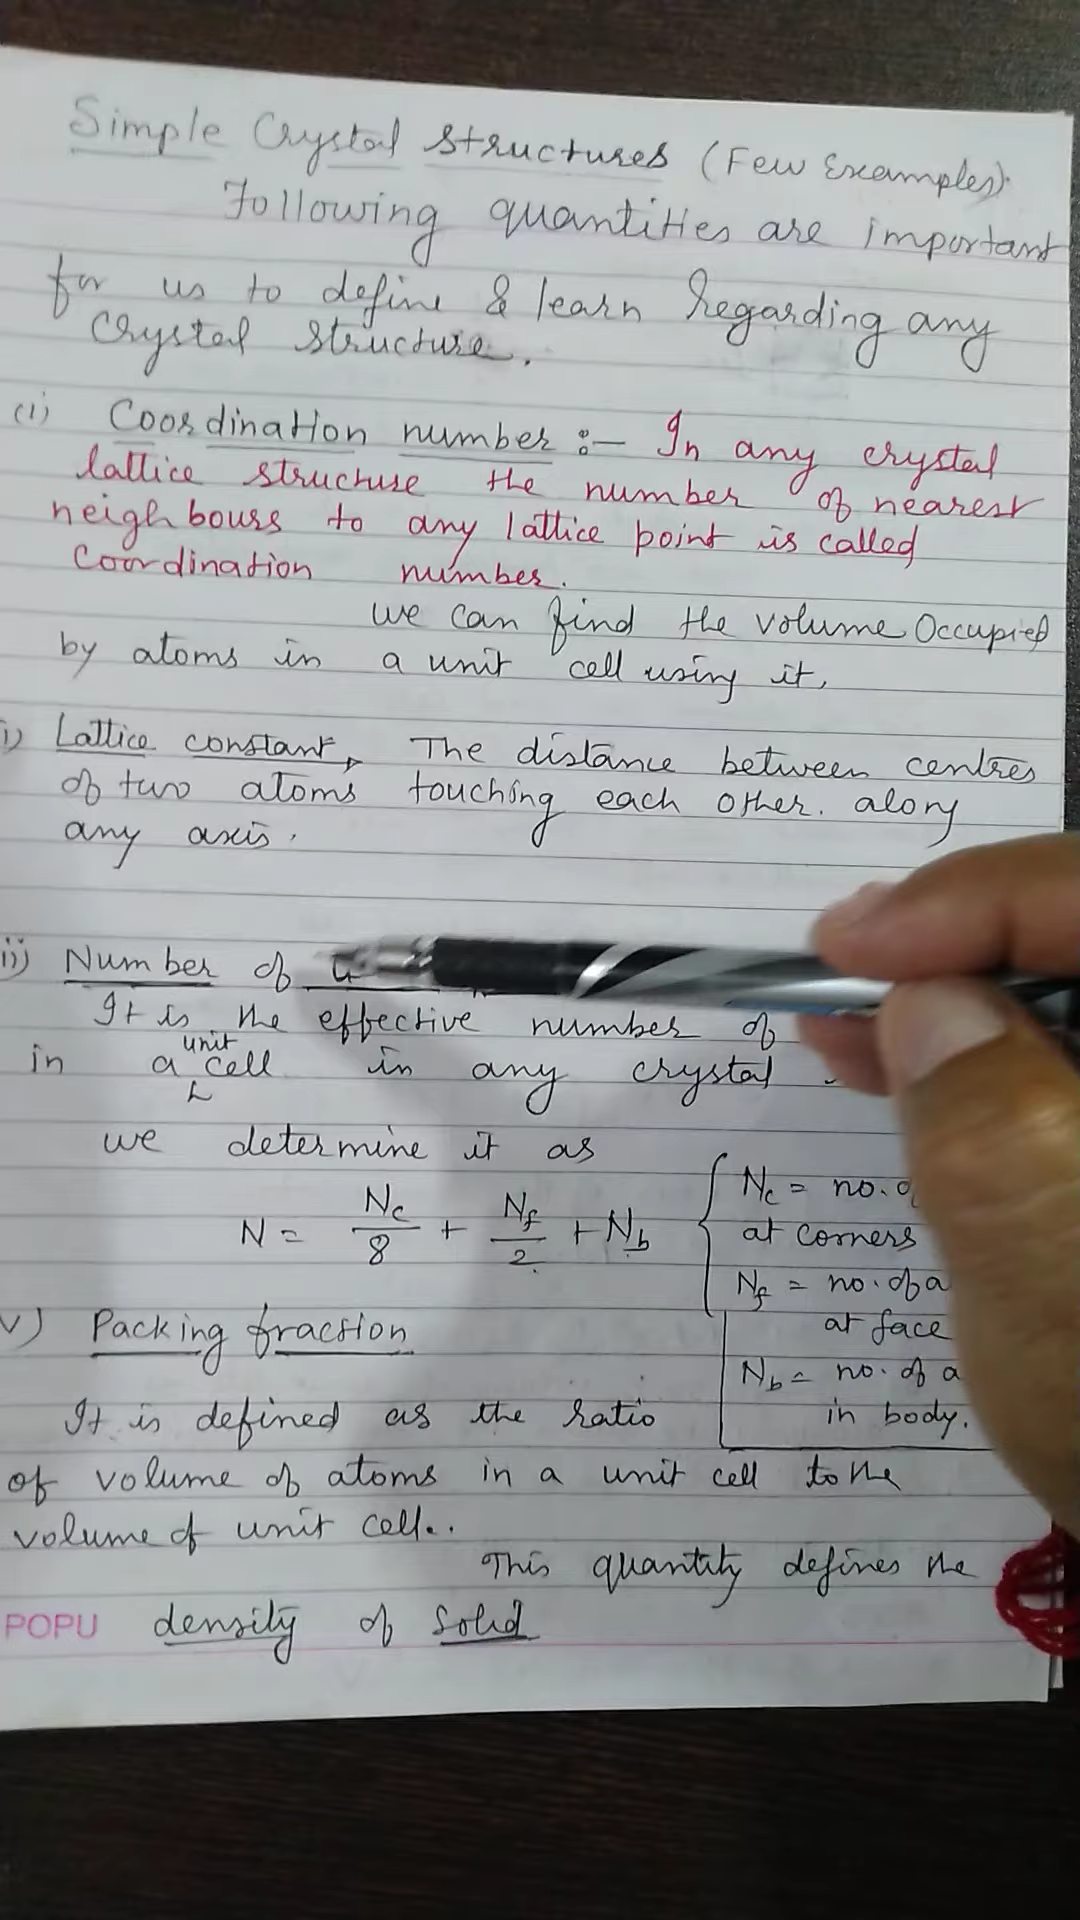 Simple Crystal Structures (Few Examples).
Following quantities are important
for us to define & learn Regarding any
Crystal Structure.
(i) Coordination number :- In any crystal
lattice structure the number of nearest
neighbours to any lattice point is called
Coordination number.
we can find the volume Occupied
by atoms in a unit cell using it,
i) Lattice constant, The distance between centres
of two atoms touching each other. along
any axis.
ii) Number of
It is the effective number of
unit
in a cell in any crystal
we determine it as
N = Nc/8 + Nf/2 + Nb
Nc = no. of
at corners
Nf = no. of a
at face
Nb = no. of a
in body.
v) Packing fraction
It is defined as the ratio
of volume of atoms in a unit cell to the
volume of unit cell..
This quantity defines the
POPU density of Solid